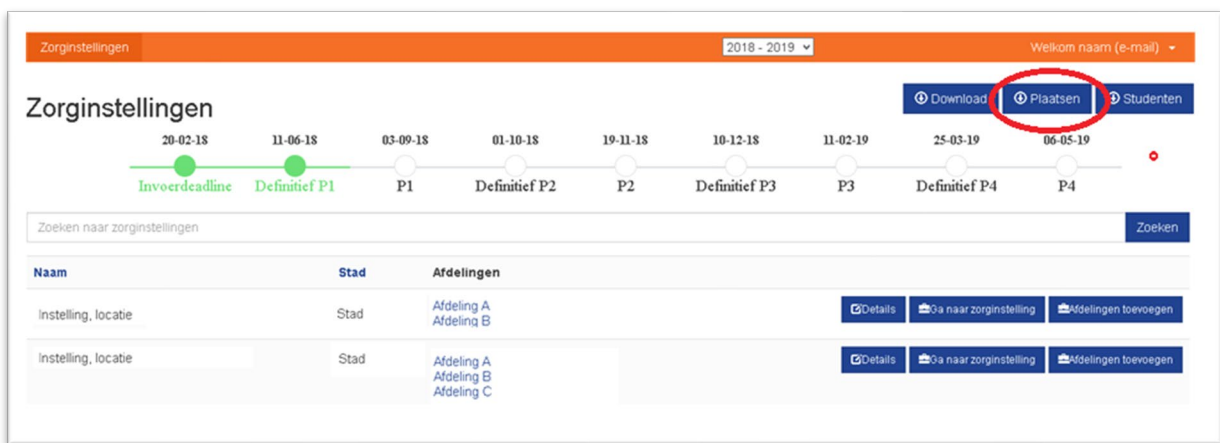 Zorginstellingen 2018 - 2019 Welkom naam (e-mail)
Zorginstellingen Download Plaatsen Studenten
20-02-18 11-06-18 03-09-18 01-10-18 19-11-18 10-12-18 11-02-19 25-03-19 06-05-19
Invoerdeadline Definitief P1 P1 Definitief P2 P2 Definitief P3 P3 Definitief P4 P4
Zoeken naar zorginstellingen Zoeken
Naam Stad Afdelingen
Instelling, locatie Stad Afdeling A Details Ga naar zorginstelling Afdelingen toevoegen
Afdeling B
Instelling, locatie Stad Afdeling A Details Ga naar zorginstelling Afdelingen toevoegen
Afdeling B
Afdeling C